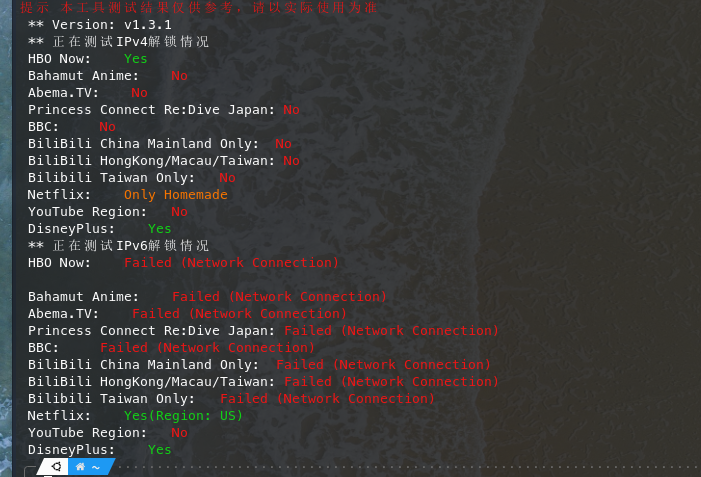 提示 本工具测试结果仅供参考，请以实际使用为准
** Version: v1.3.1
** 正在测试IPv4解锁情况
HBO Now: Yes
Bahamut Anime: No
Abema.TV: No
Princess Connect Re:Dive Japan: No
BBC: No
BiliBili China Mainland Only: No
BiliBili HongKong/Macau/Taiwan: No
Bilibili Taiwan Only: No
Netflix: Only Homemade
YouTube Region: No
DisneyPlus: Yes
** 正在测试IPv6解锁情况
HBO Now: Failed (Network Connection)
Bahamut Anime: Failed (Network Connection)
Abema.TV: Failed (Network Connection)
Princess Connect Re:Dive Japan: Failed (Network Connection)
BBC: Failed (Network Connection)
BiliBili China Mainland Only: Failed (Network Connection)
BiliBili HongKong/Macau/Taiwan: Failed (Network Connection)
Bilibili Taiwan Only: Failed (Network Connection)
Netflix: Yes(Region: US)
YouTube Region: No
DisneyPlus: Yes
~